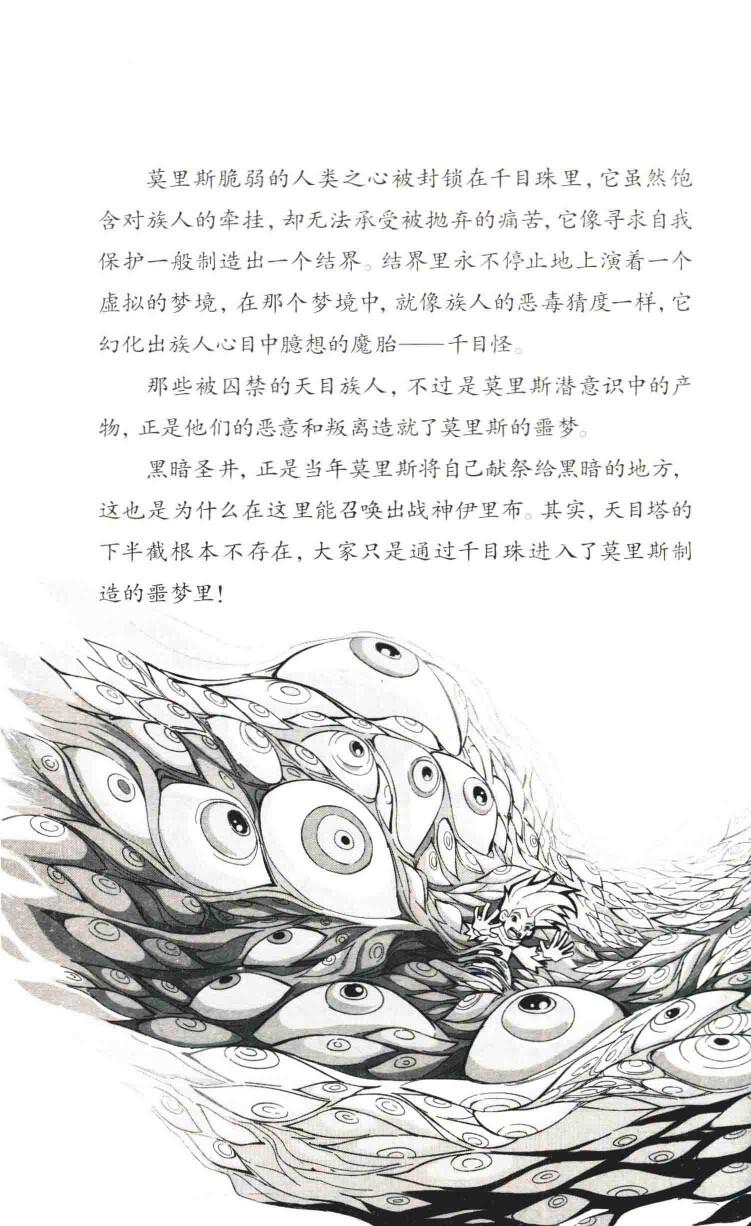 莫里斯脆弱的人类之心被封锁在千目珠里，它虽然饱
含对族人的牵挂，却无法承受被抛弃的痛苦，它像寻求自我
保护一般制造出一个结界。结界里永不停止地上演着一个
虚拟的梦境，在那个梦境中，就像族人的恶毒猜度一样，它
幻化出族人心目中臆想的魔胎——千目怪。
那些被囚禁的天目族人，不过是莫里斯潜意识中的产
物，正是他们的恶意和叛离造就了莫里斯的噩梦。
黑暗圣井，正是当年莫里斯将自己献祭给黑暗的地方，
这也是为什么在这里能召唤出战神伊里布。其实，天目塔的
下半截根本不存在，大家只是通过千目珠进入了莫里斯制
造的噩梦里！